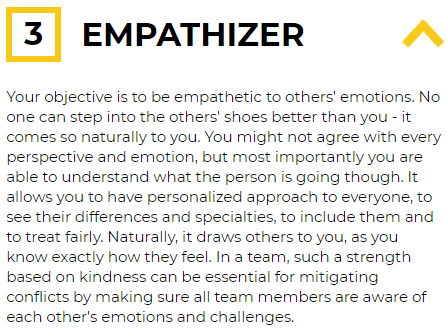 3 EMPATHIZER
Your objective is to be empathetic to others' emotions. No
one can step into the others' shoes better than you - it
comes so naturally to you. You might not agree with every
perspective and emotion, but most importantly you are
able to understand what the person is going though. It
allows you to have personalized approach to everyone, to
see their differences and specialties, to include them and
to treat fairly. Naturally, it draws others to you, as you
know exactly how they feel. In a team, such a strength
based on kindness can be essential for mitigating
conflicts by making sure all team members are aware of
each other's emotions and challenges.